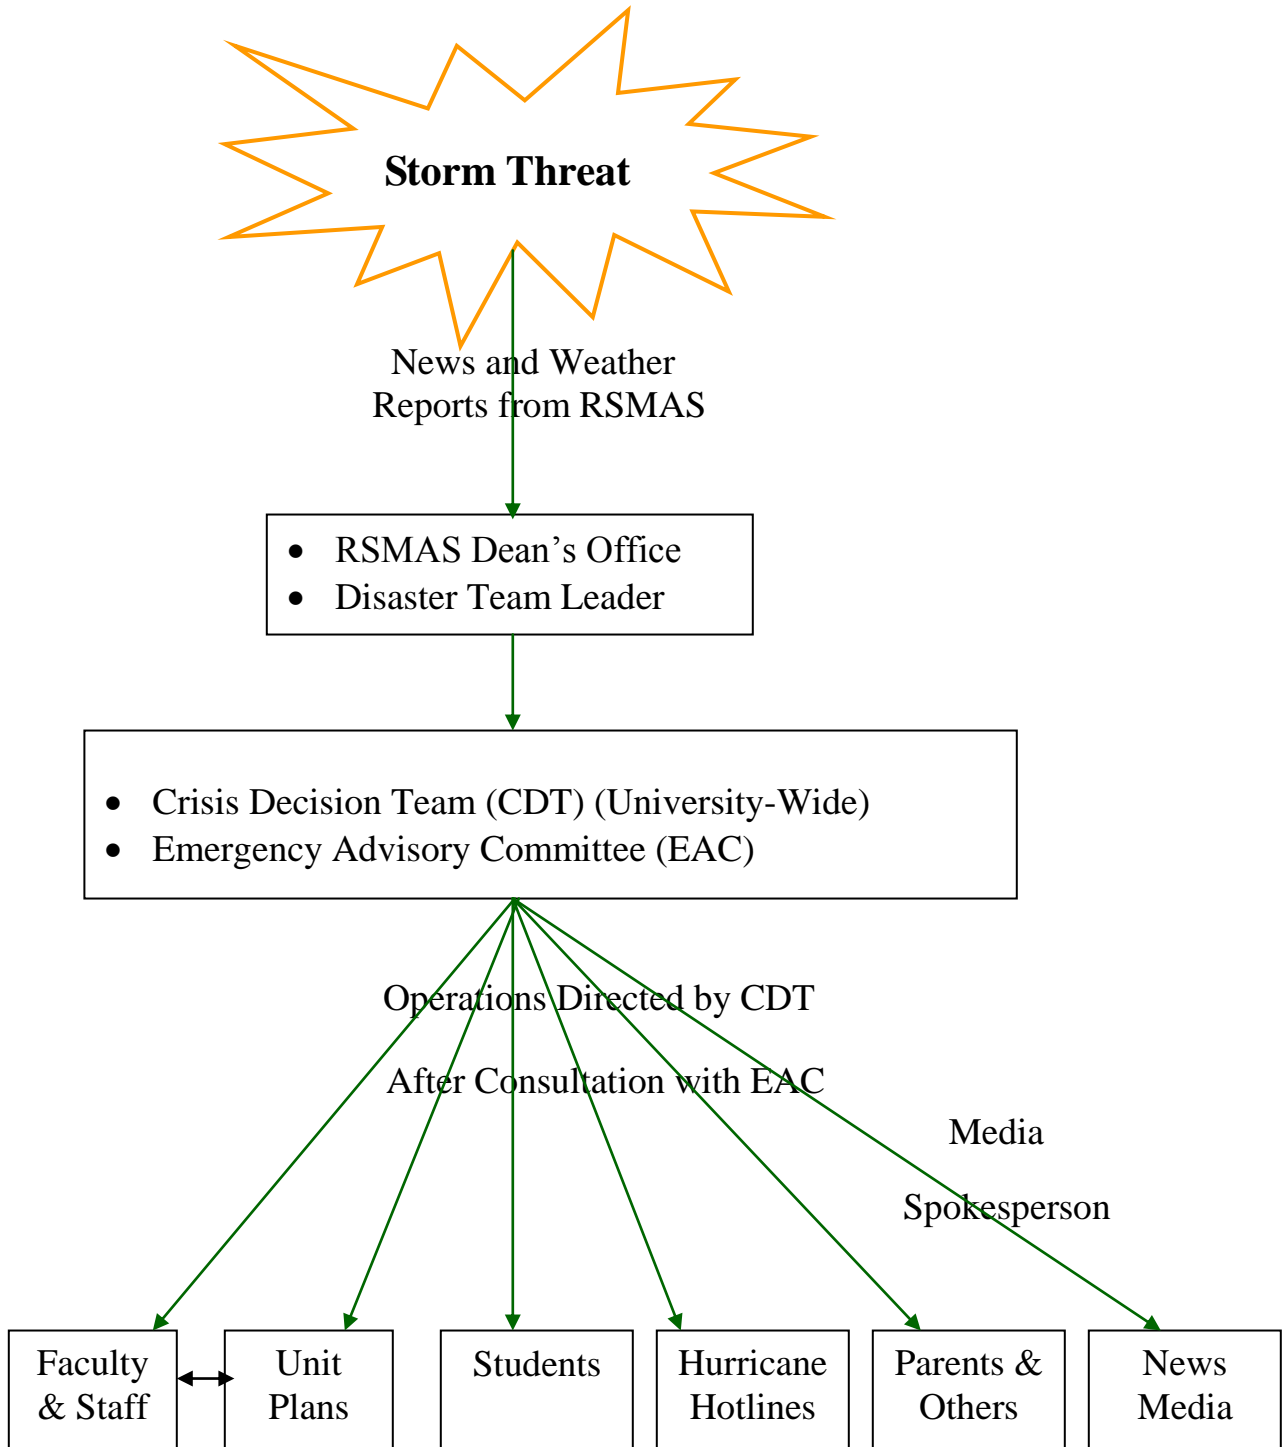 Storm Threat
News and Weather
Reports from RSMAS
• RSMAS Dean’s Office
• Disaster Team Leader
• Crisis Decision Team (CDT) (University-Wide)
• Emergency Advisory Committee (EAC)
Operations Directed by CDT
After Consultation with EAC
Media
Spokesperson
Faculty
& Staff
Unit
Plans
Students
Hurricane
Hotlines
Parents &
Others
News
Media